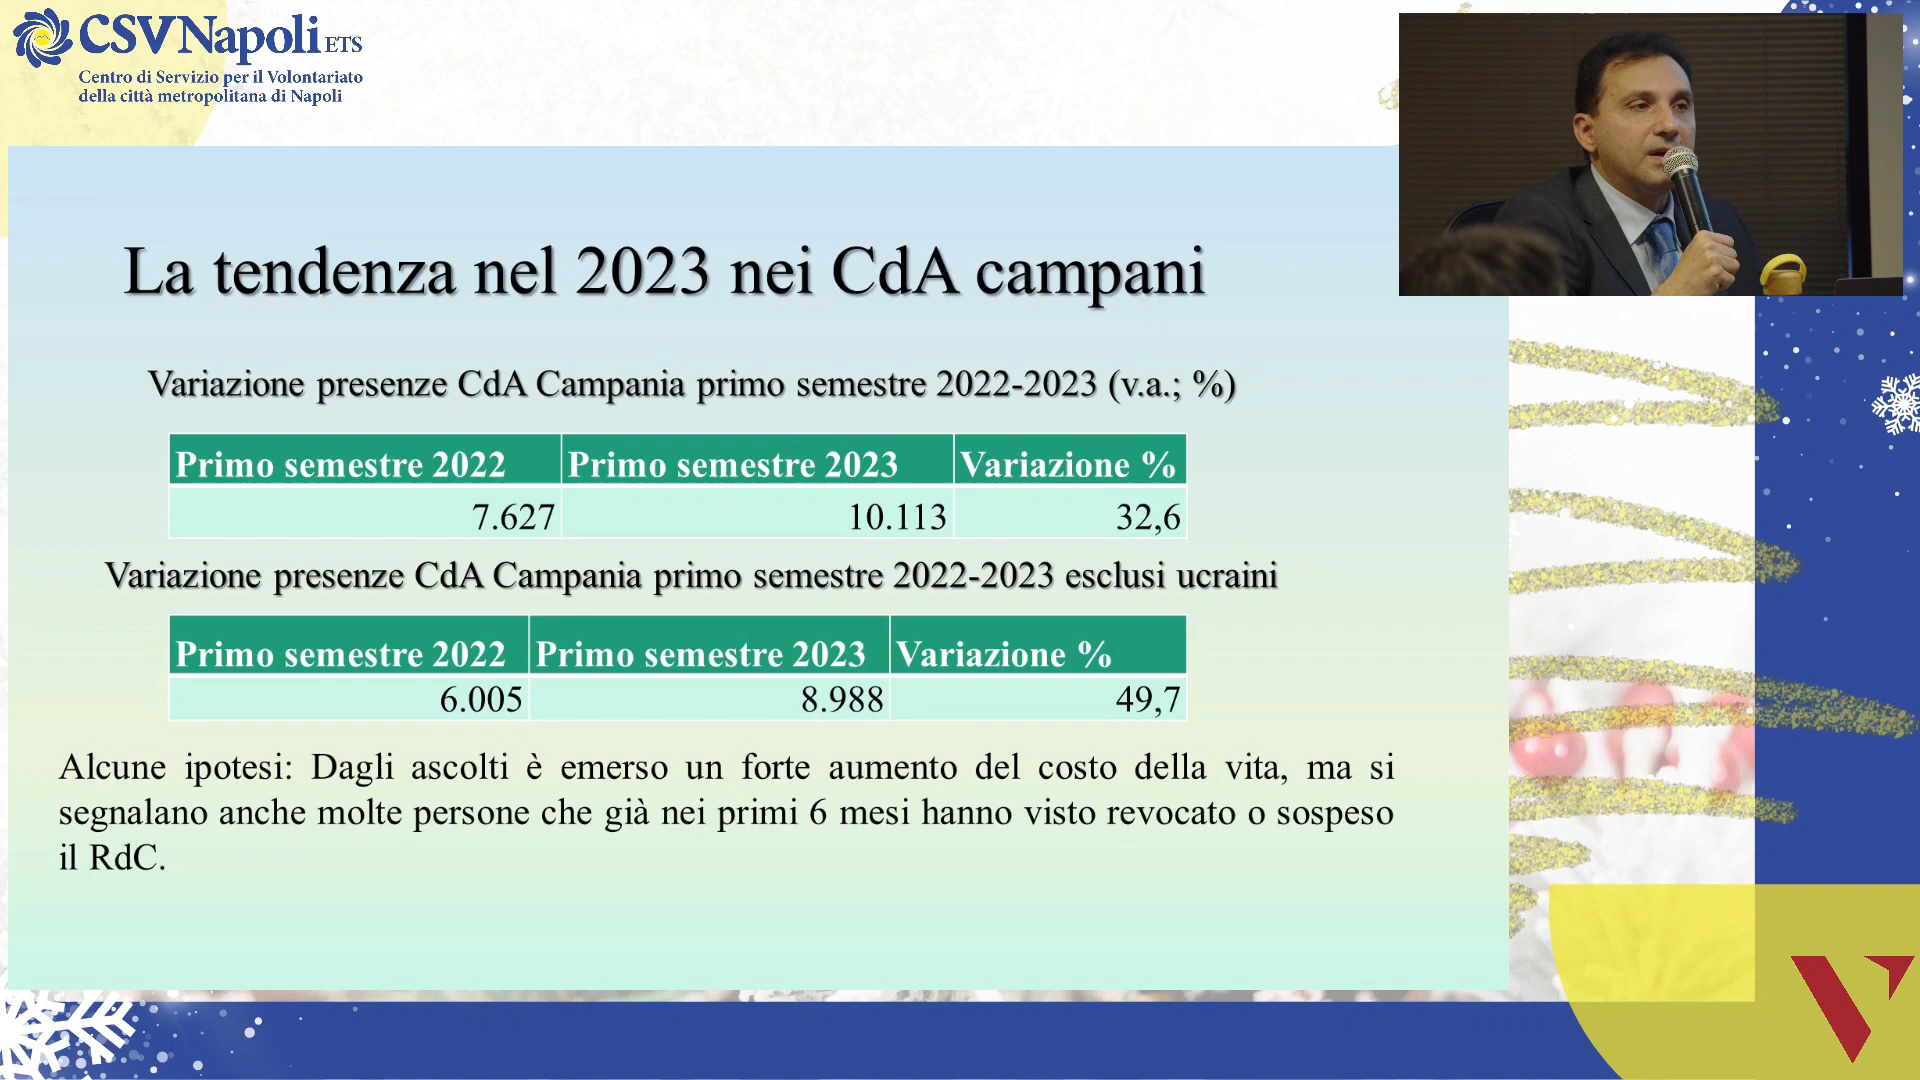 CSVNapoli ETS
Centro di Servizio per il Volontariato
della città metropolitana di Napoli
La tendenza nel 2023 nei CdA campani
Variazione presenze CdA Campania primo semestre 2022-2023 (v.a.; %)
Primo semestre 2022 Primo semestre 2023 Variazione %
7.627 10.113 32,6
Variazione presenze CdA Campania primo semestre 2022-2023 esclusi ucraini
Primo semestre 2022 Primo semestre 2023 Variazione %
6.005 8.988 49,7
Alcune ipotesi: Dagli ascolti è emerso un forte aumento del costo della vita, ma si
segnalano anche molte persone che già nei primi 6 mesi hanno visto revocato o sospeso
il RdC.